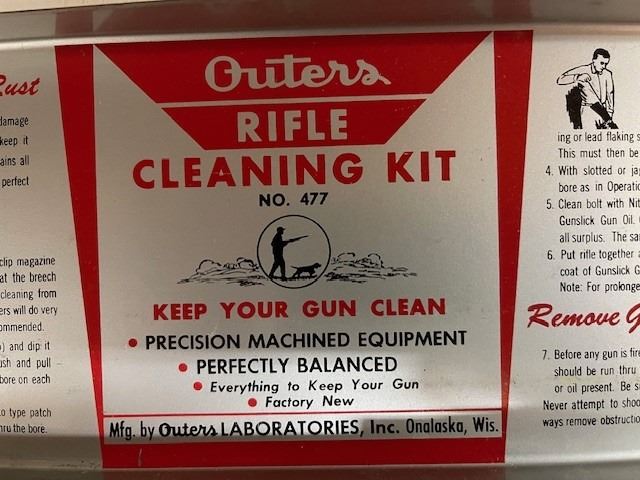 Rust
damage
keep it
ains all
perfect
clip magazine
at the breech
cleaning from
ers will do very
ommended.
) and dip it
ush and pull -
bore on each
to type patch
hru the bore.
Outers
RIFLE
CLEANING KIT
NO. 477
KEEP YOUR GUN CLEAN
• PRECISION MACHINED EQUIPMENT
• PERFECTLY BALANCED
• Everything to Keep Your Gun
• Factory New
Mfg. by Outers LABORATORIES, Inc. Onalaska, Wis.
ing or lead flaking s
This must then be
4. With slotted or ja
bore as in Operati
5. Clean bolt with Nit
Gunslick Gun Oil.
all surplus. The sa
6. Put rifle together
coat of Gunslick G
Note: For prolonge
Remove G
7. Before any gun is fire
should be run thru
or oil present. Be s
Never attempt to shoo
ways remove obstructio